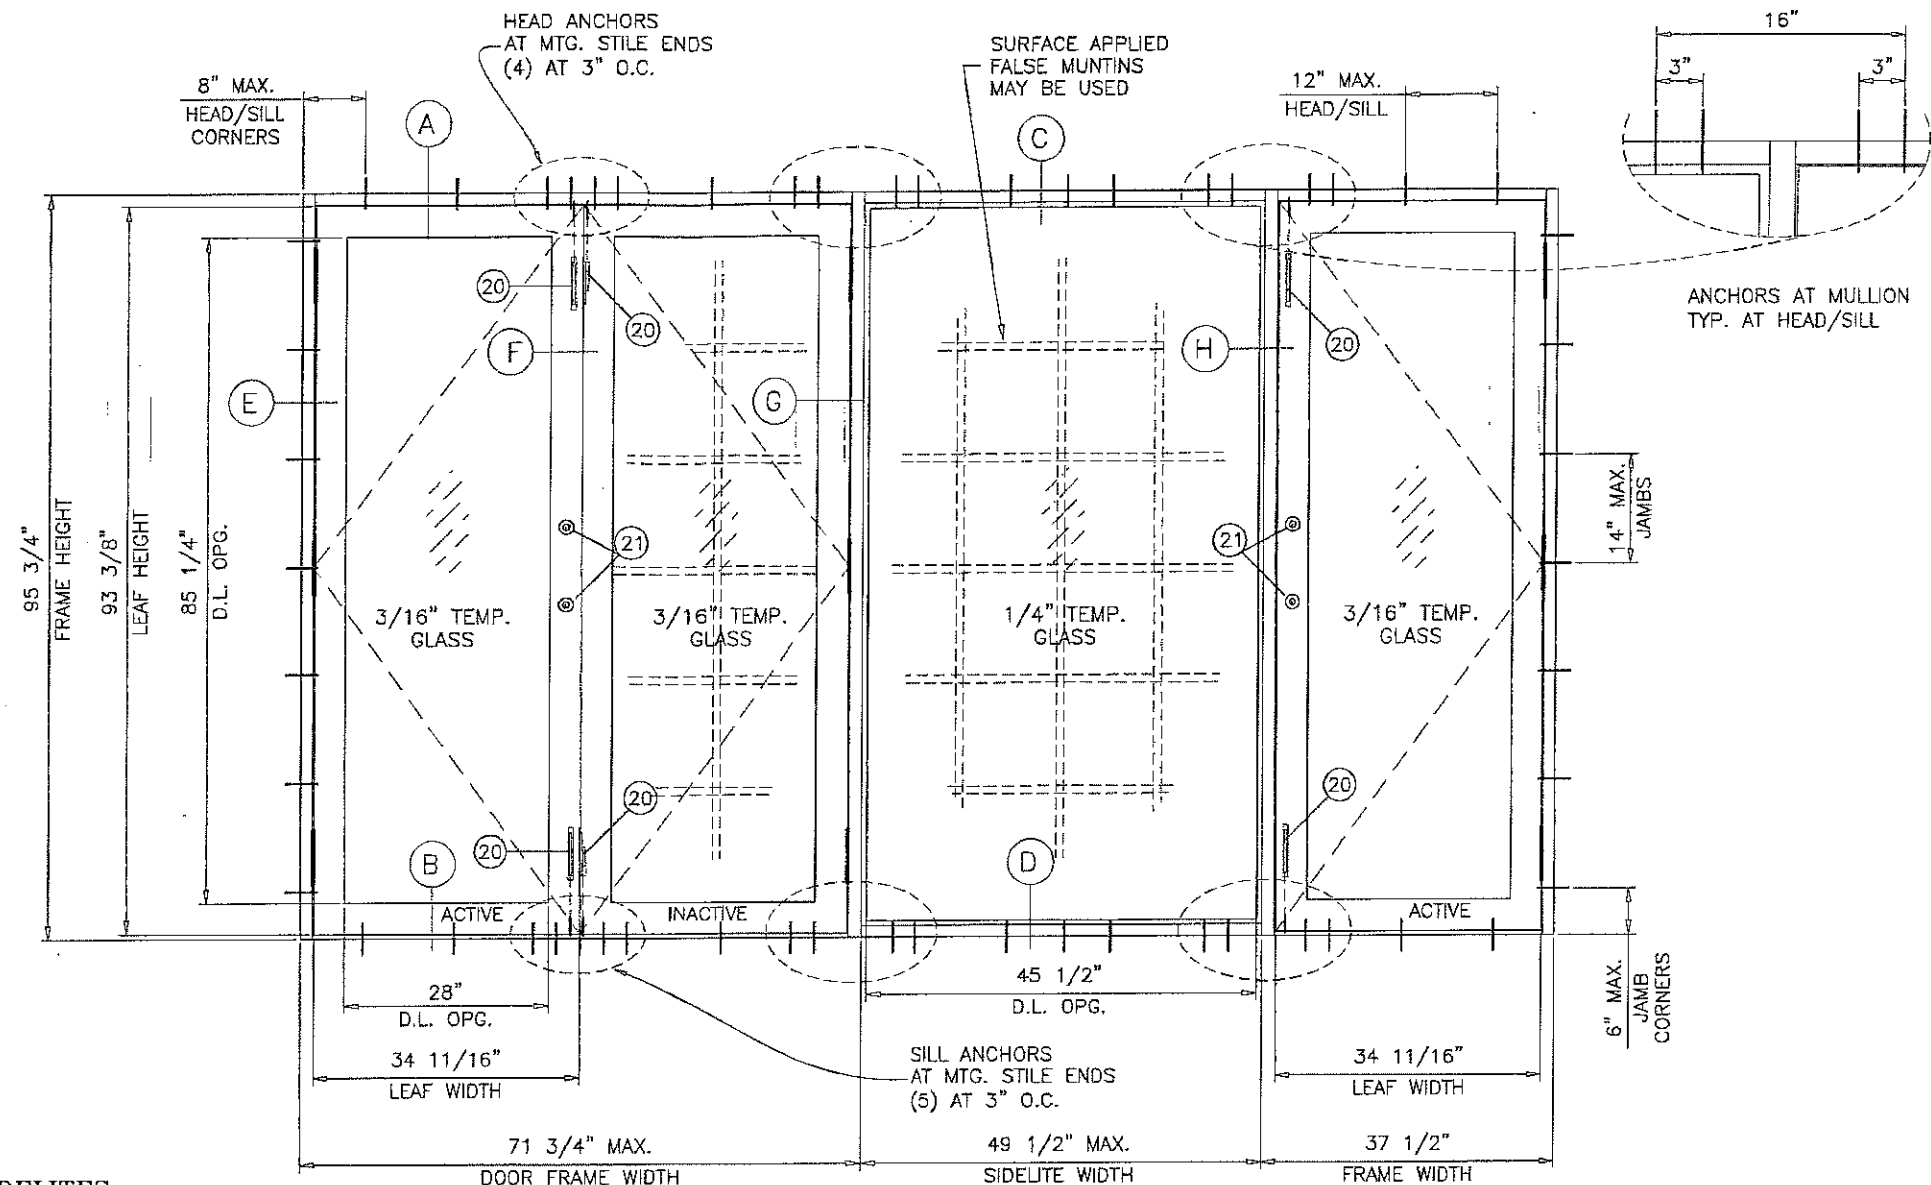 HEAD ANCHORS
AT MTG. STILE ENDS
(4) AT 3" O.C.
SURFACE APPLIED
FALSE MUNTINS
MAY BE USED
16"
3"
3"
8" MAX.
HEAD/SILL
CORNERS
12" MAX.
HEAD/SILL
A
C
ANCHORS AT MULLION
TYP. AT HEAD/SILL
20
20
20
F
H
E
G
95 3/4"
FRAME HEIGHT
93 3/8"
LEAF HEIGHT
85 1/4"
D.L. OPG.
14" MAX.
JAMBS
21
21
3/16" TEMP.
GLASS
3/16" TEMP.
GLASS
1/4" TEMP.
GLASS
3/16" TEMP.
GLASS
20
20
20
B
D
ACTIVE
INACTIVE
ACTIVE
6" MAX.
JAMB
CORNERS
28"
D.L. OPG.
45 1/2"
D.L. OPG.
34 11/16"
LEAF WIDTH
SILL ANCHORS
AT MTG. STILE ENDS
(5) AT 3" O.C.
34 11/16"
LEAF WIDTH
71 3/4" MAX.
DOOR FRAME WIDTH
49 1/2" MAX.
SIDELITE WIDTH
37 1/2"
FRAME WIDTH